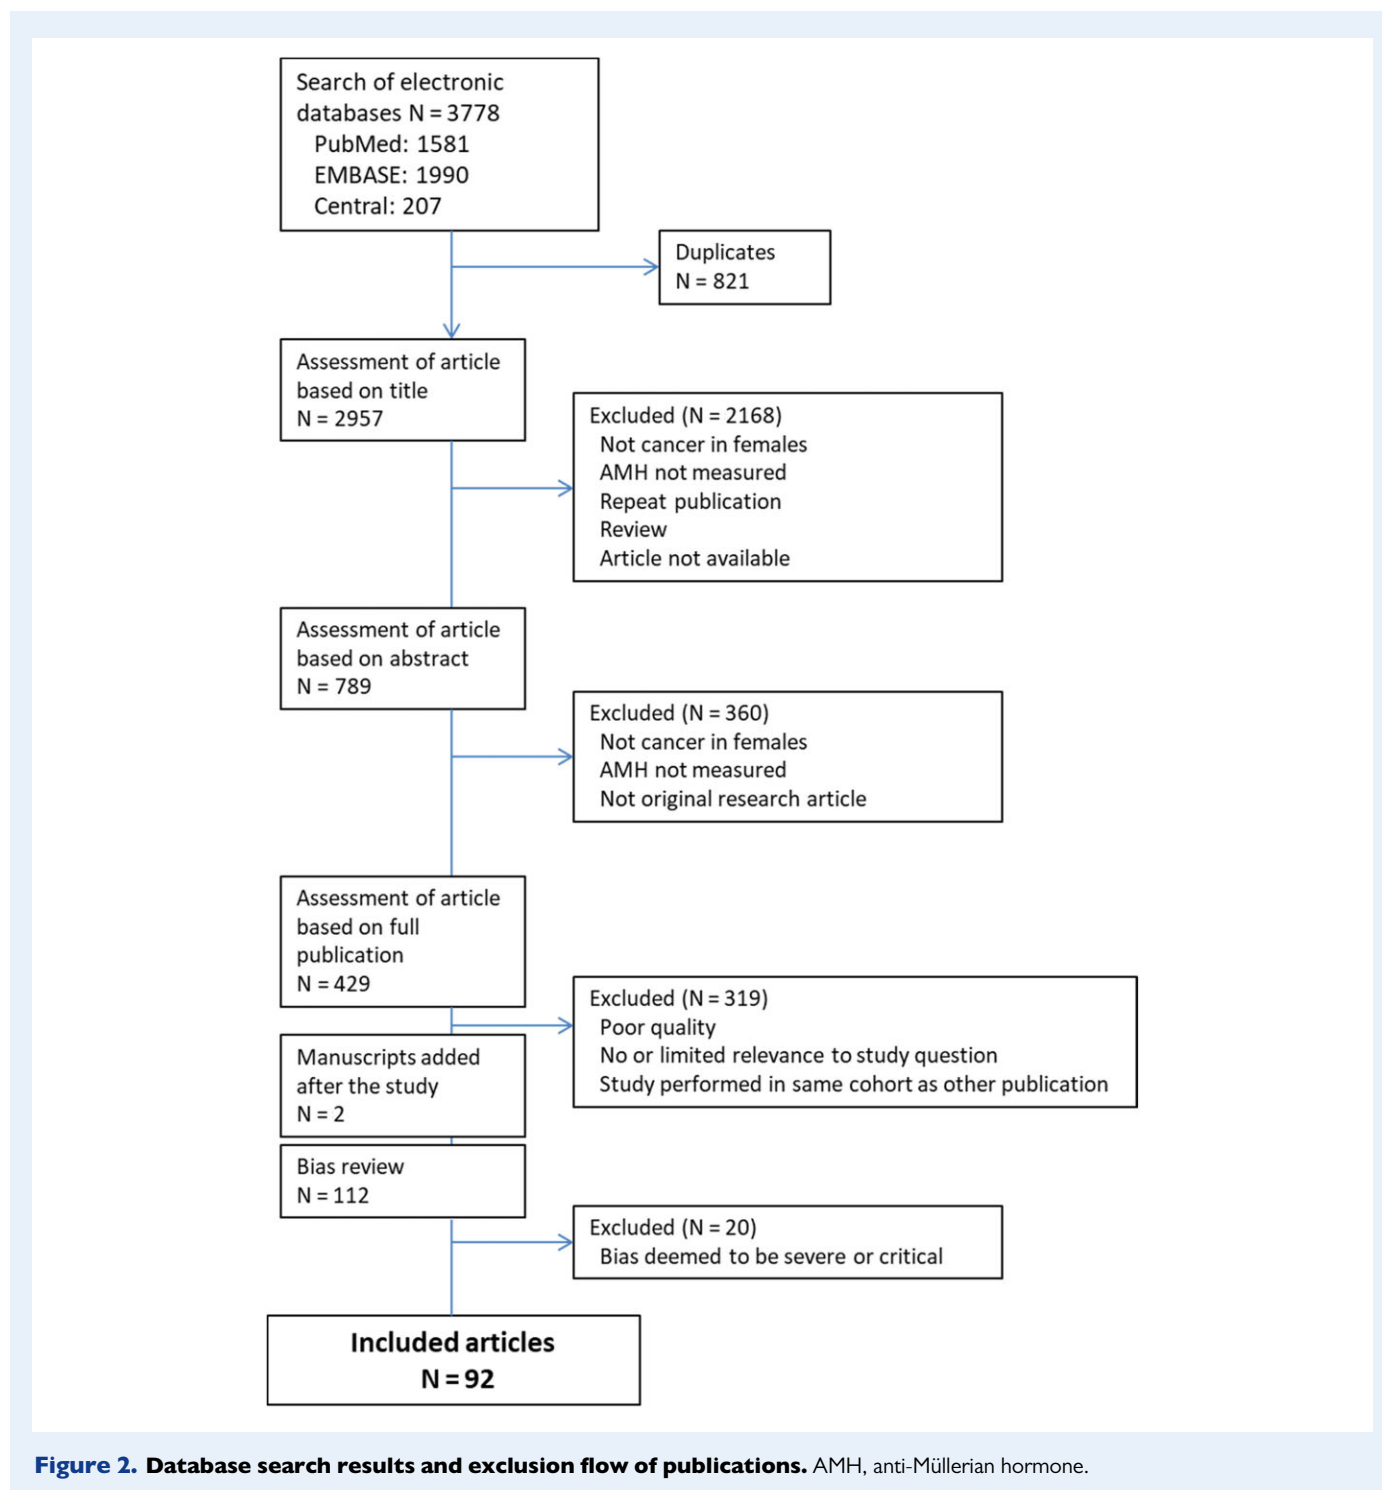 Search of electronic
databases N = 3778
PubMed: 1581
EMBASE: 1990
Central: 207
Duplicates
N = 821
Assessment of article
based on title
N = 2957
Excluded (N = 2168)
Not cancer in females
AMH not measured
Repeat publication
Review
Article not available
Assessment of article
based on abstract
N = 789
Excluded (N = 360)
Not cancer in females
AMH not measured
Not original research article
Assessment of article
based on full
publication
N = 429
Excluded (N = 319)
Poor quality
No or limited relevance to study question
Study performed in same cohort as other publication
Manuscripts added
after the study
N = 2
Bias review
N = 112
Excluded (N = 20)
Bias deemed to be severe or critical
Included articles
N = 92
Figure 2. Database search results and exclusion flow of publications. AMH, anti-Müllerian hormone.